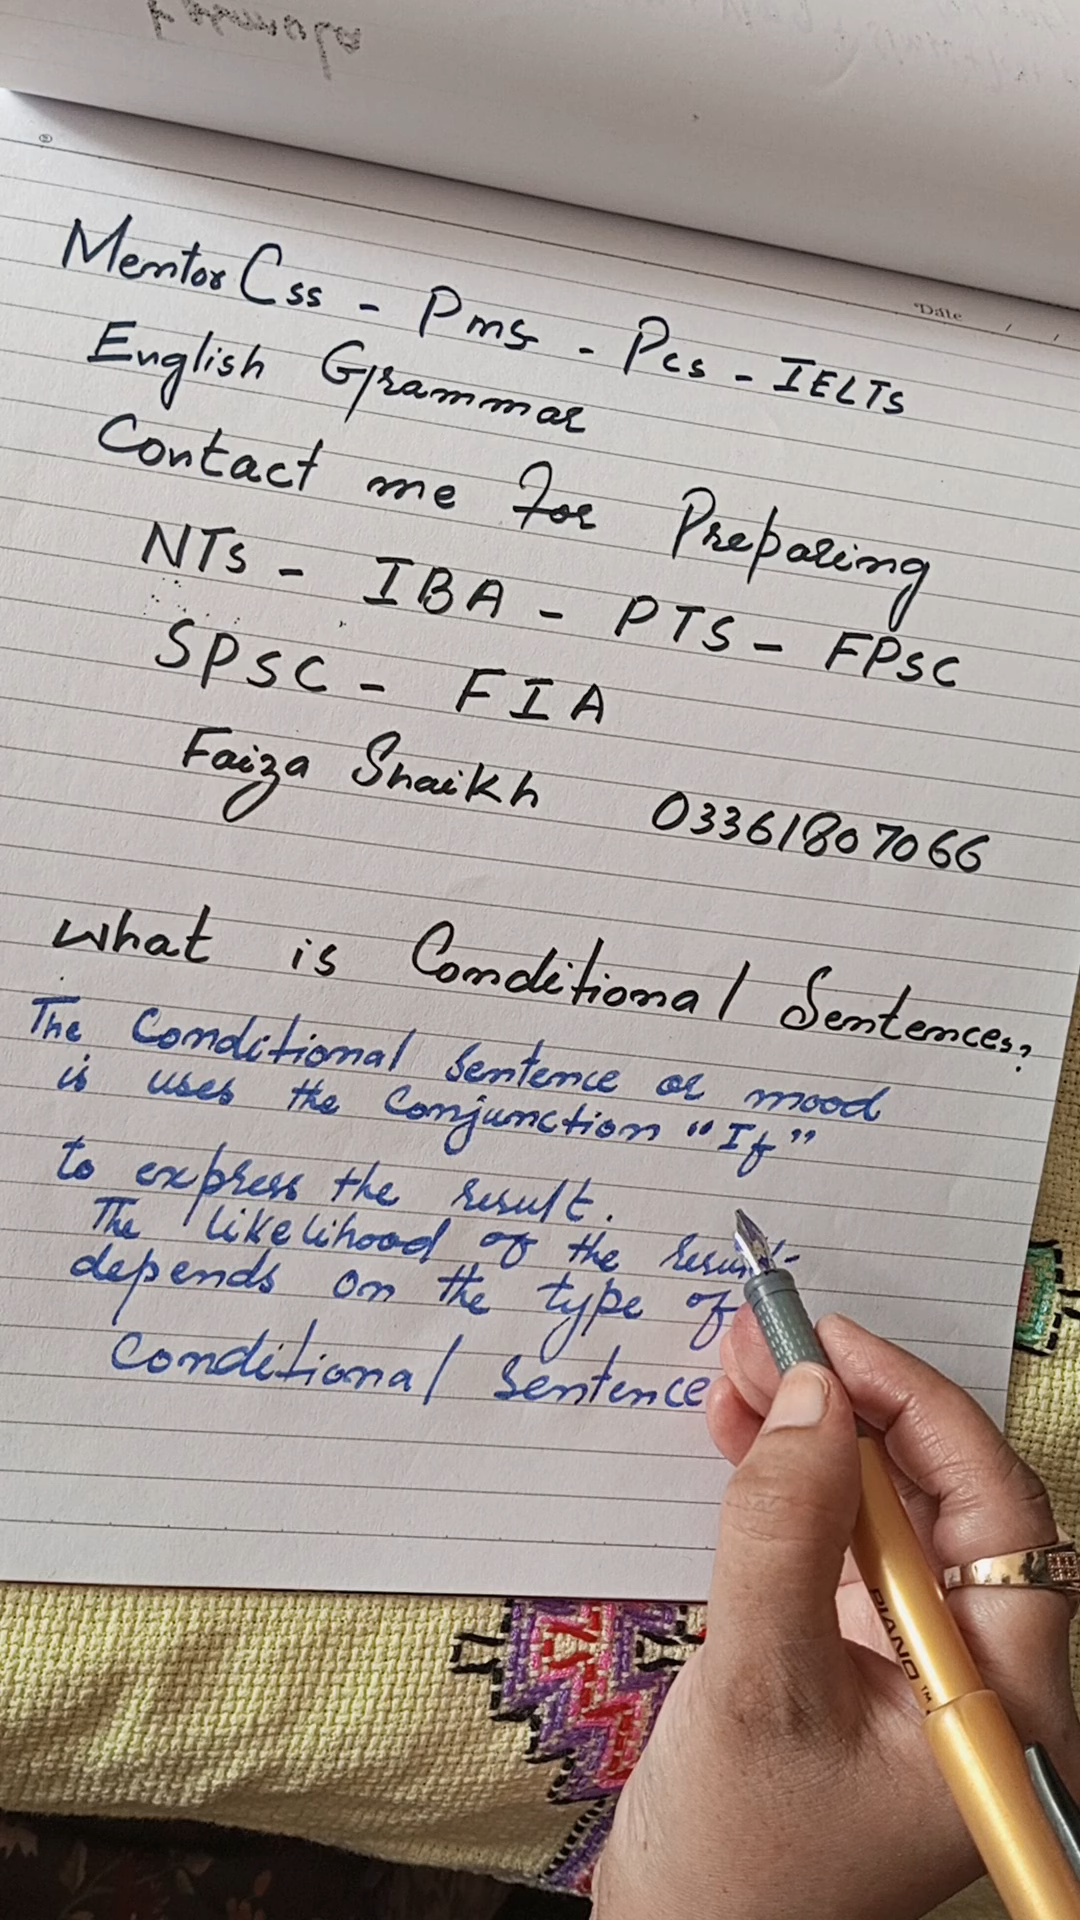 Mentor Css - Pms - Pcs - IELTS
English Grammar
Contact me For Preparing
NTS - IBA - PTS - FPSC
SPSC - FIA
Faiza Shaikh 03361807066
What is Conditional Sentences?
The Conditional Sentence or mood
is uses the Conjunction "If"
to express the result.
The likelihood of the result
depends on the type of
Conditional Sentence
Date / /
PIANO™